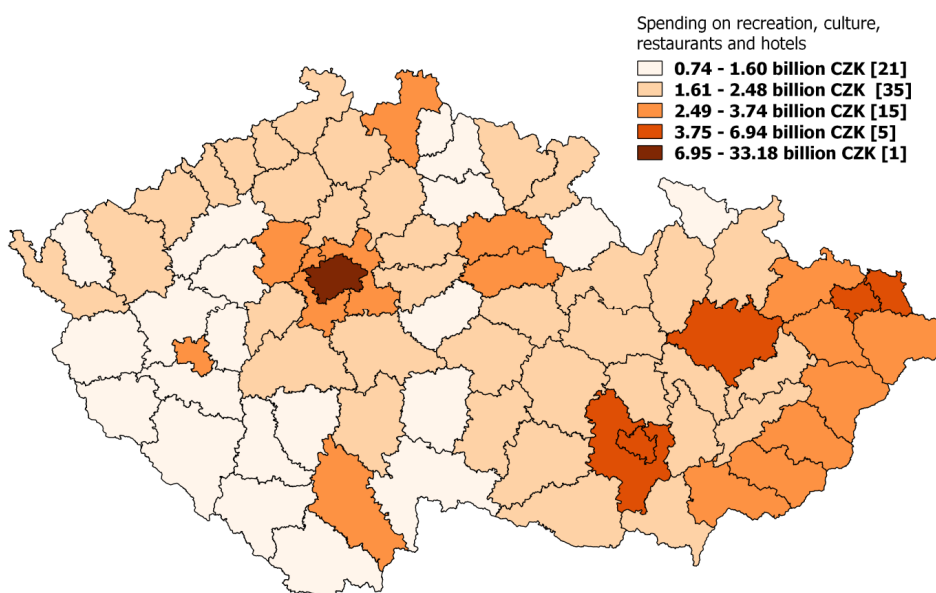 Spending on recreation, culture,
restaurants and hotels
0.74 - 1.60 billion CZK [21]
1.61 - 2.48 billion CZK [35]
2.49 - 3.74 billion CZK [15]
3.75 - 6.94 billion CZK [5]
6.95 - 33.18 billion CZK [1]